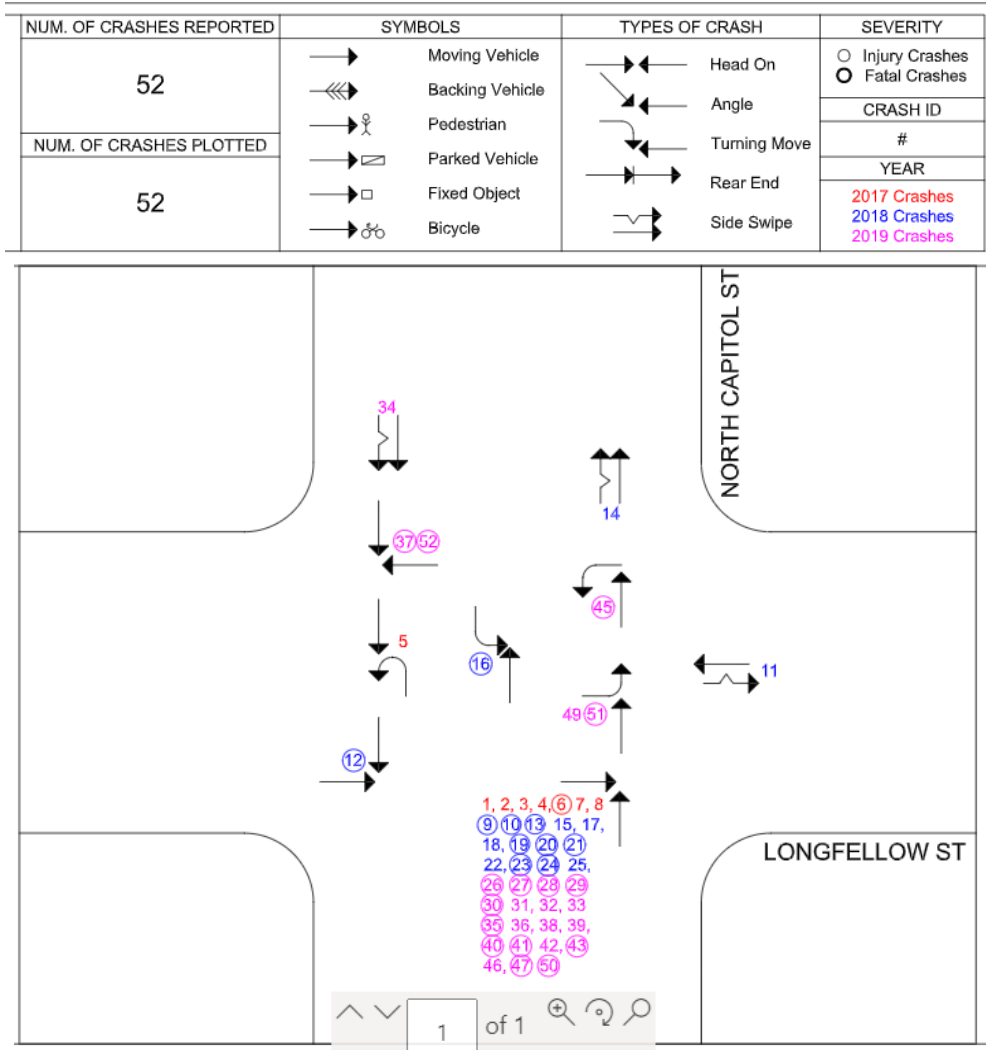 NUM. OF CRASHES REPORTED
52
NUM. OF CRASHES PLOTTED
52
SYMBOLS
Moving Vehicle
Backing Vehicle
Pedestrian
Parked Vehicle
Fixed Object
Bicycle
TYPES OF CRASH
Head On
Angle
Turning Move
Rear End
Side Swipe
SEVERITY
Injury Crashes
Fatal Crashes
CRASH ID
#
YEAR
2017 Crashes
2018 Crashes
2019 Crashes
NORTH CAPITOL ST
34
14
37 52
45
5
16
11
49 51
12
1, 2, 3, 4, 6 7, 8
9 10 13 15, 17,
18, 19 20 21
22, 23 24 25,
26 27 28 29
30 31, 32, 33
35 36, 38, 39,
40 41 42, 43
46, 47 50
LONGFELLOW ST
1 of 1